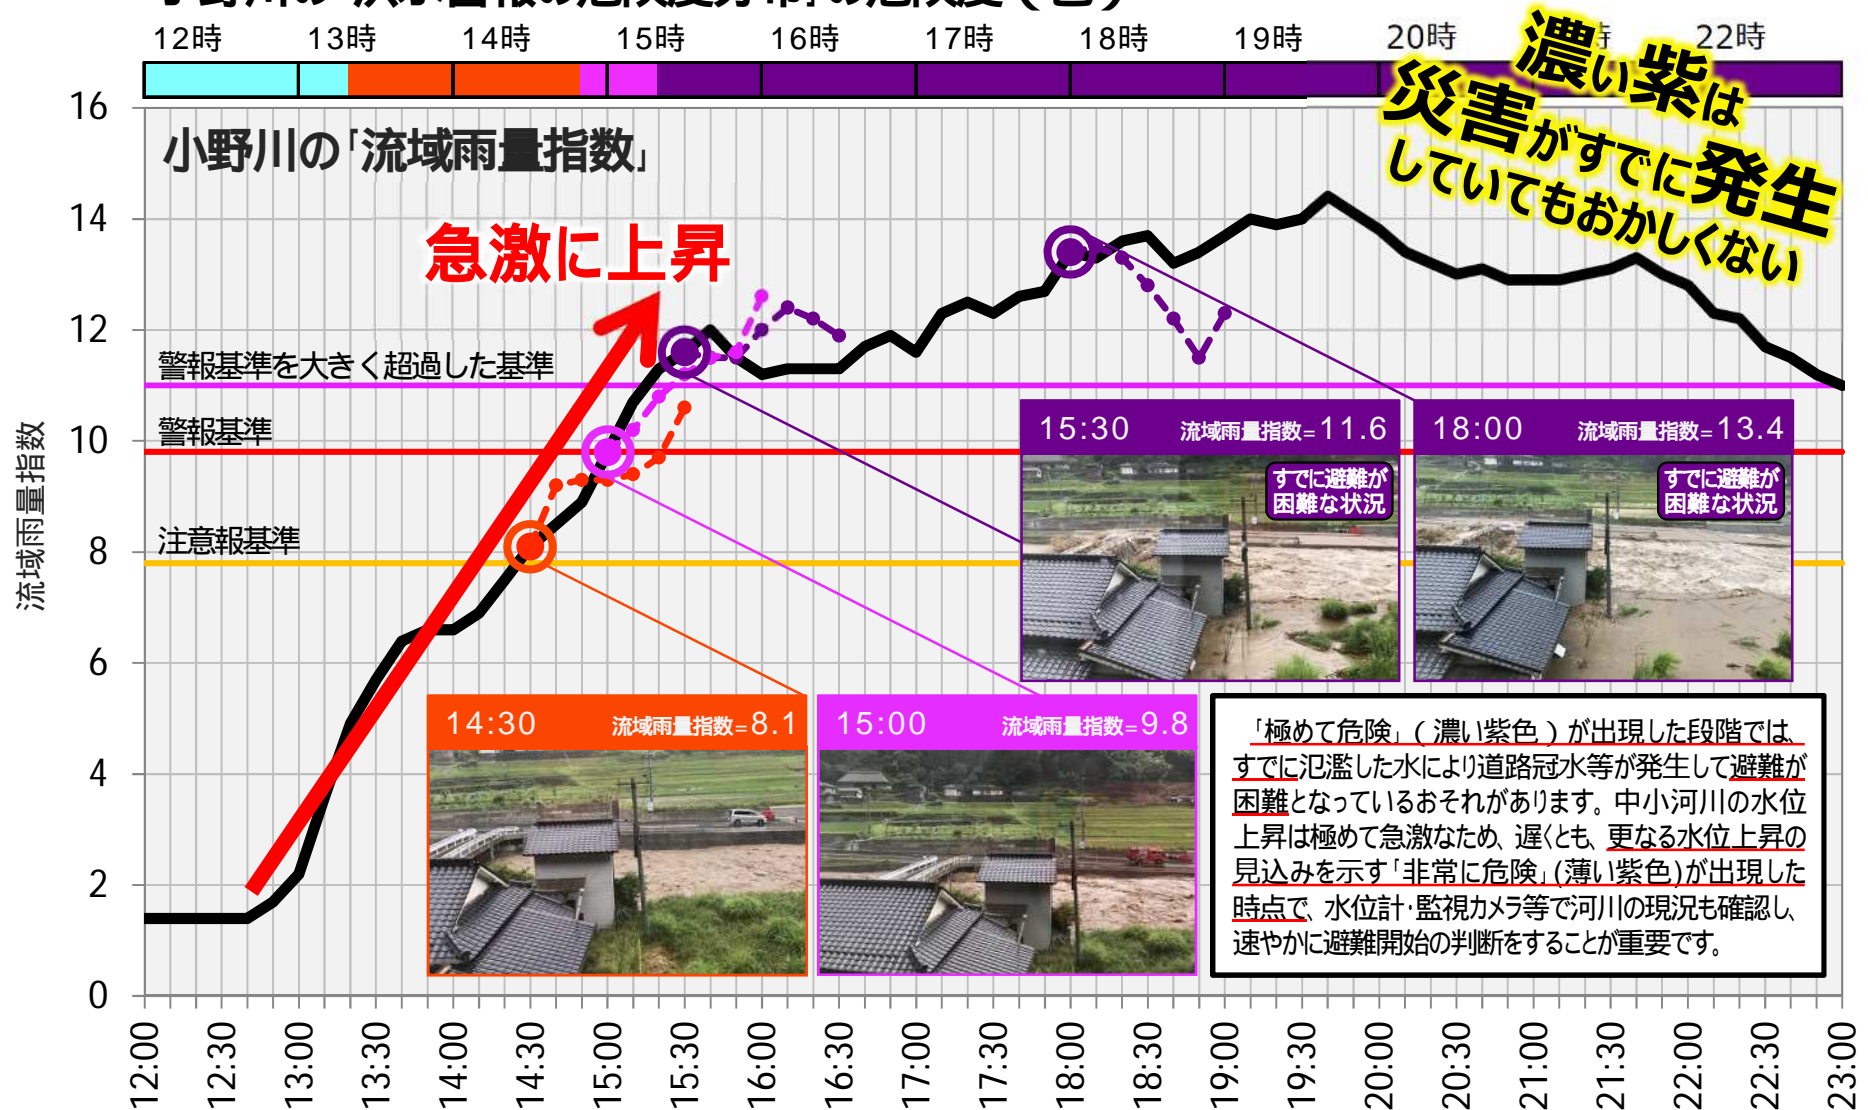 12時 13時 14時 15時 16時 17時 18時 19時 20時 時 22時
濃い紫は
災害がすでに発生
していてもおかしくない
小野川の「流域雨量指数」
急激に上昇
警報基準を大きく超過した基準
警報基準
注意報基準
流域雨量指数
16
14
12
10
8
6
4
2
0
15:30 流域雨量指数=11.6
すでに避難が
困難な状況
18:00 流域雨量指数=13.4
すでに避難が
困難な状況
14:30 流域雨量指数=8.1
15:00 流域雨量指数=9.8
「極めて危険」(濃い紫色)が出現した段階では、
すでに氾濫した水により道路冠水等が発生して避難が
困難となっているおそれがあります。中小河川の水位
上昇は極めて急激なため、遅くとも、更なる水位上昇の
見込みを示す「非常に危険」(薄い紫色)が出現した
時点で、水位計・監視カメラ等で河川の現況も確認し、
速やかに避難開始の判断をすることが重要です。
12:00 12:30 13:00 13:30 14:00 14:30 15:00 15:30 16:00 16:30 17:00 17:30 18:00 18:30 19:00 19:30 20:00 20:30 21:00 21:30 22:00 22:30 23:00